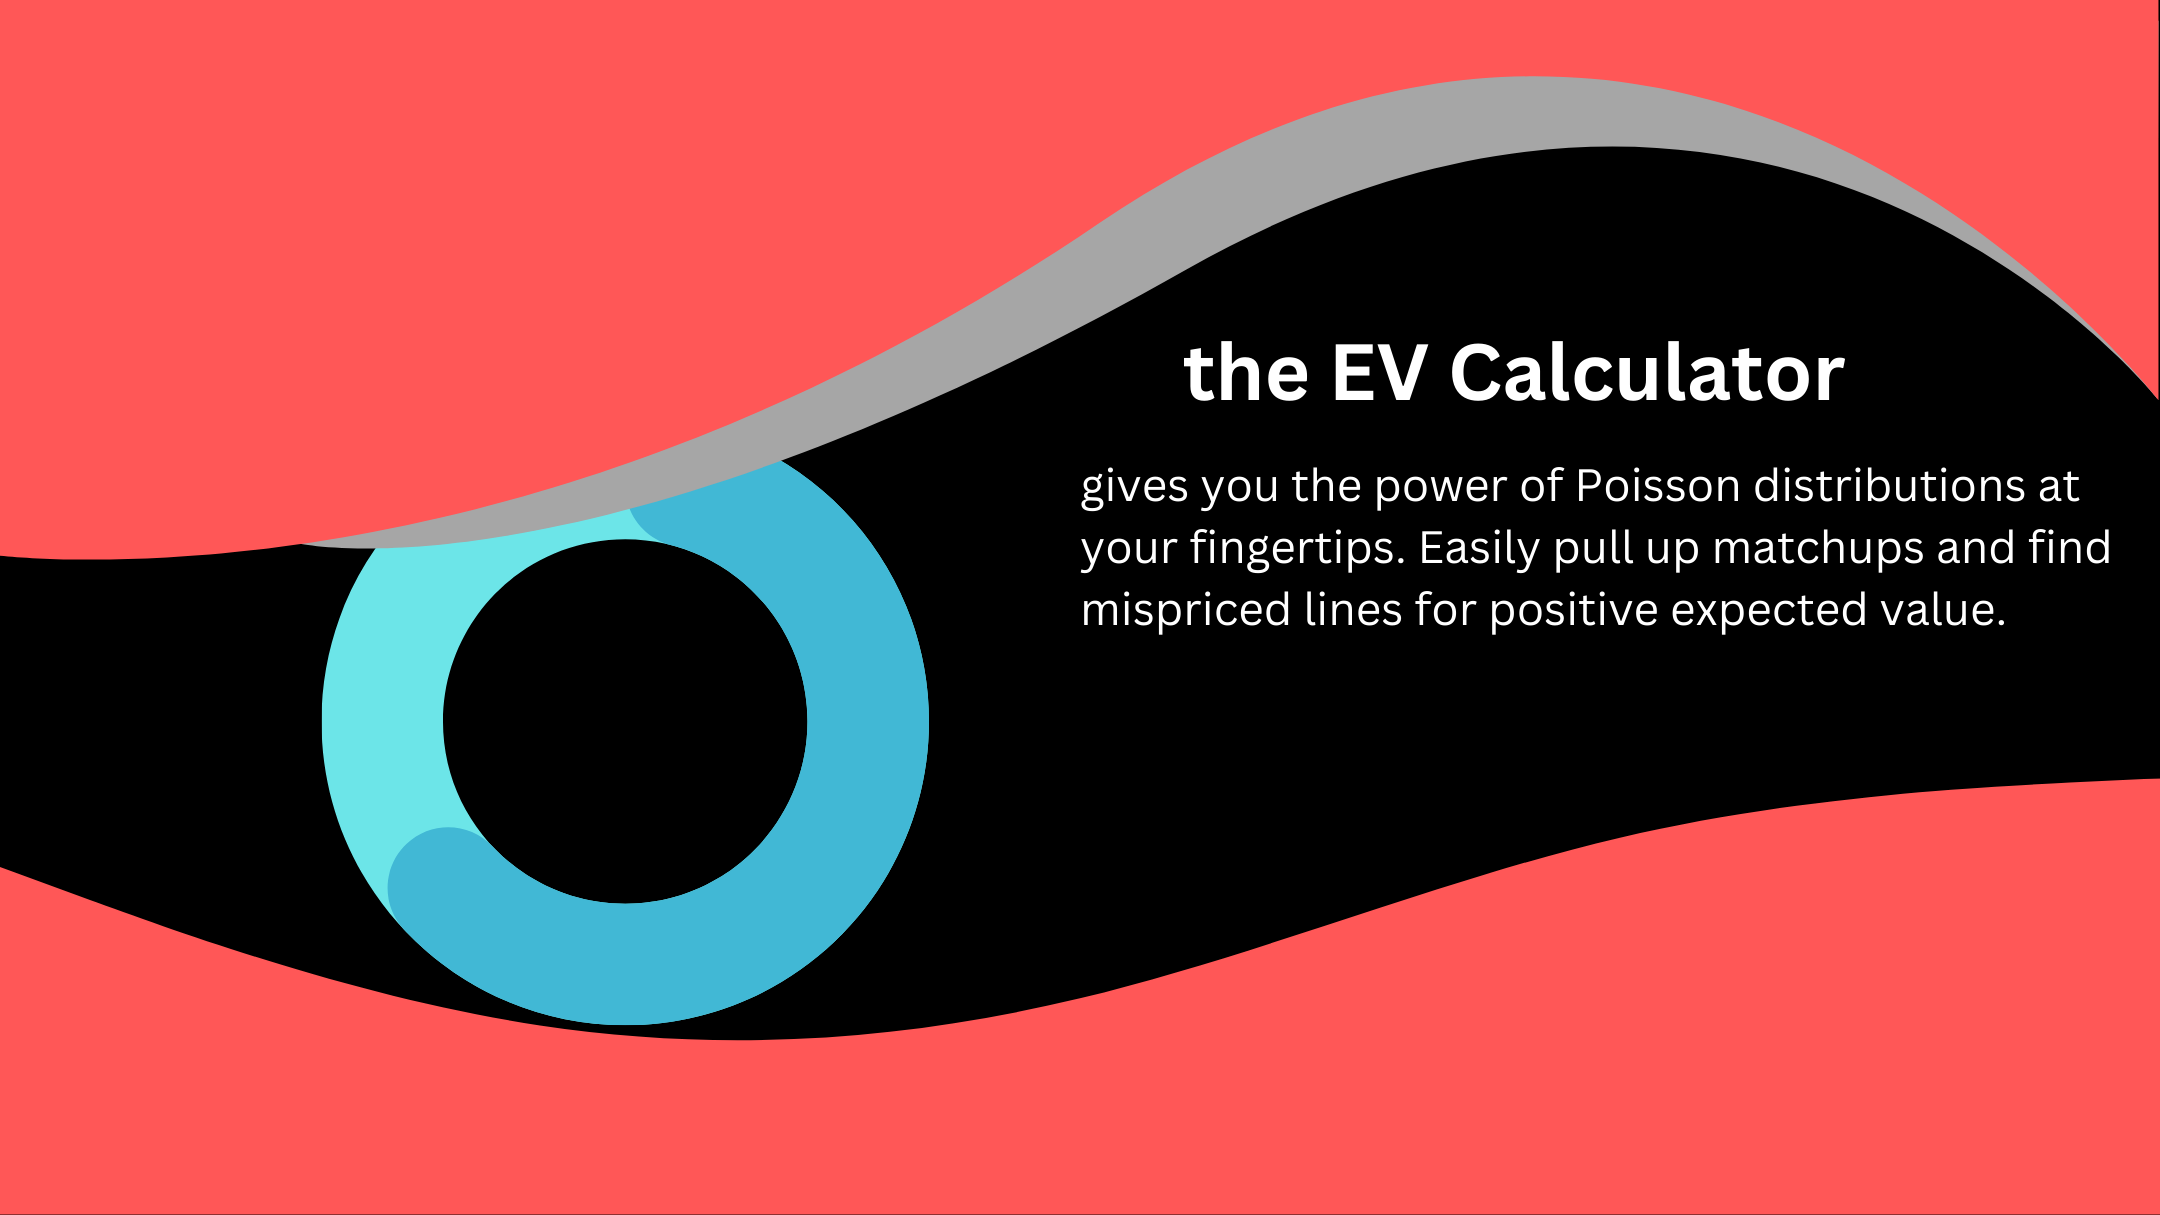 the EV Calculator
gives you the power of Poisson distributions at
your fingertips. Easily pull up matchups and find
mispriced lines for positive expected value.